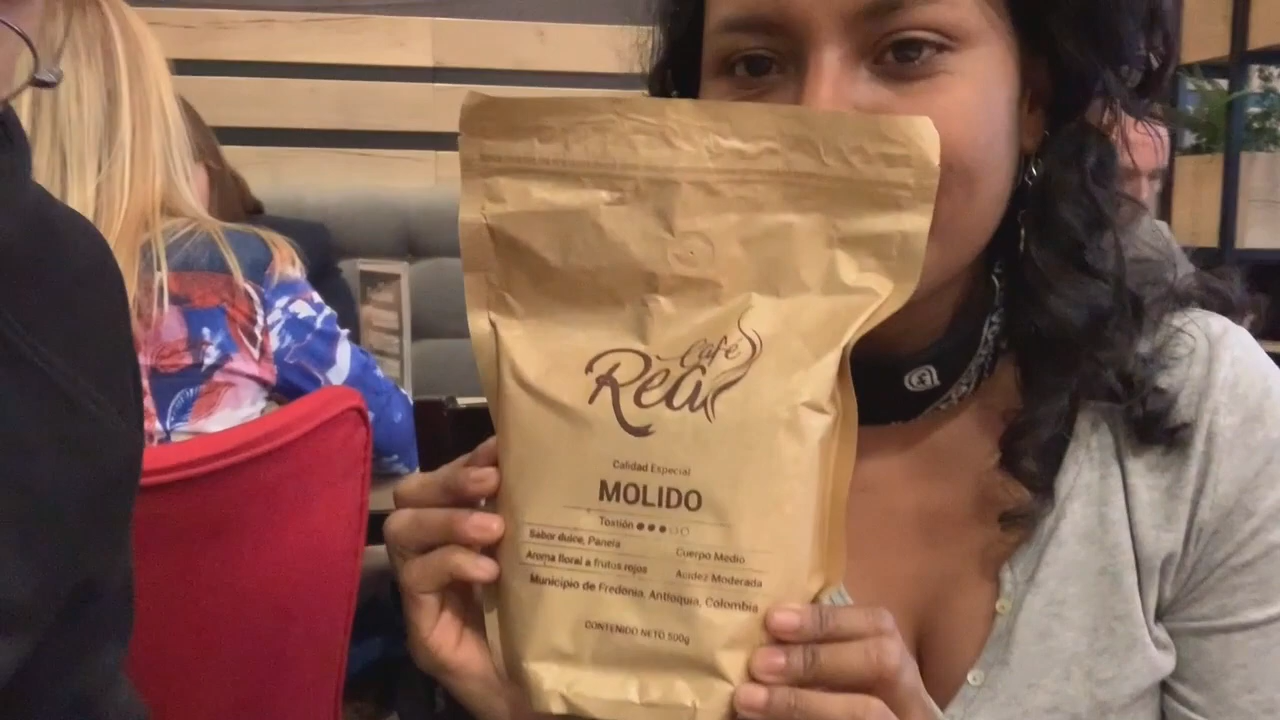 Café
Real
Calidad Especial
MOLIDO
Tostión
Sabor dulce, Panela
Cuerpo Medio
Aroma floral a frutos rojos
Acidez Moderada
Municipio de Fredonia, Antioquia, Colombia
CONTENIDO NETO 500g